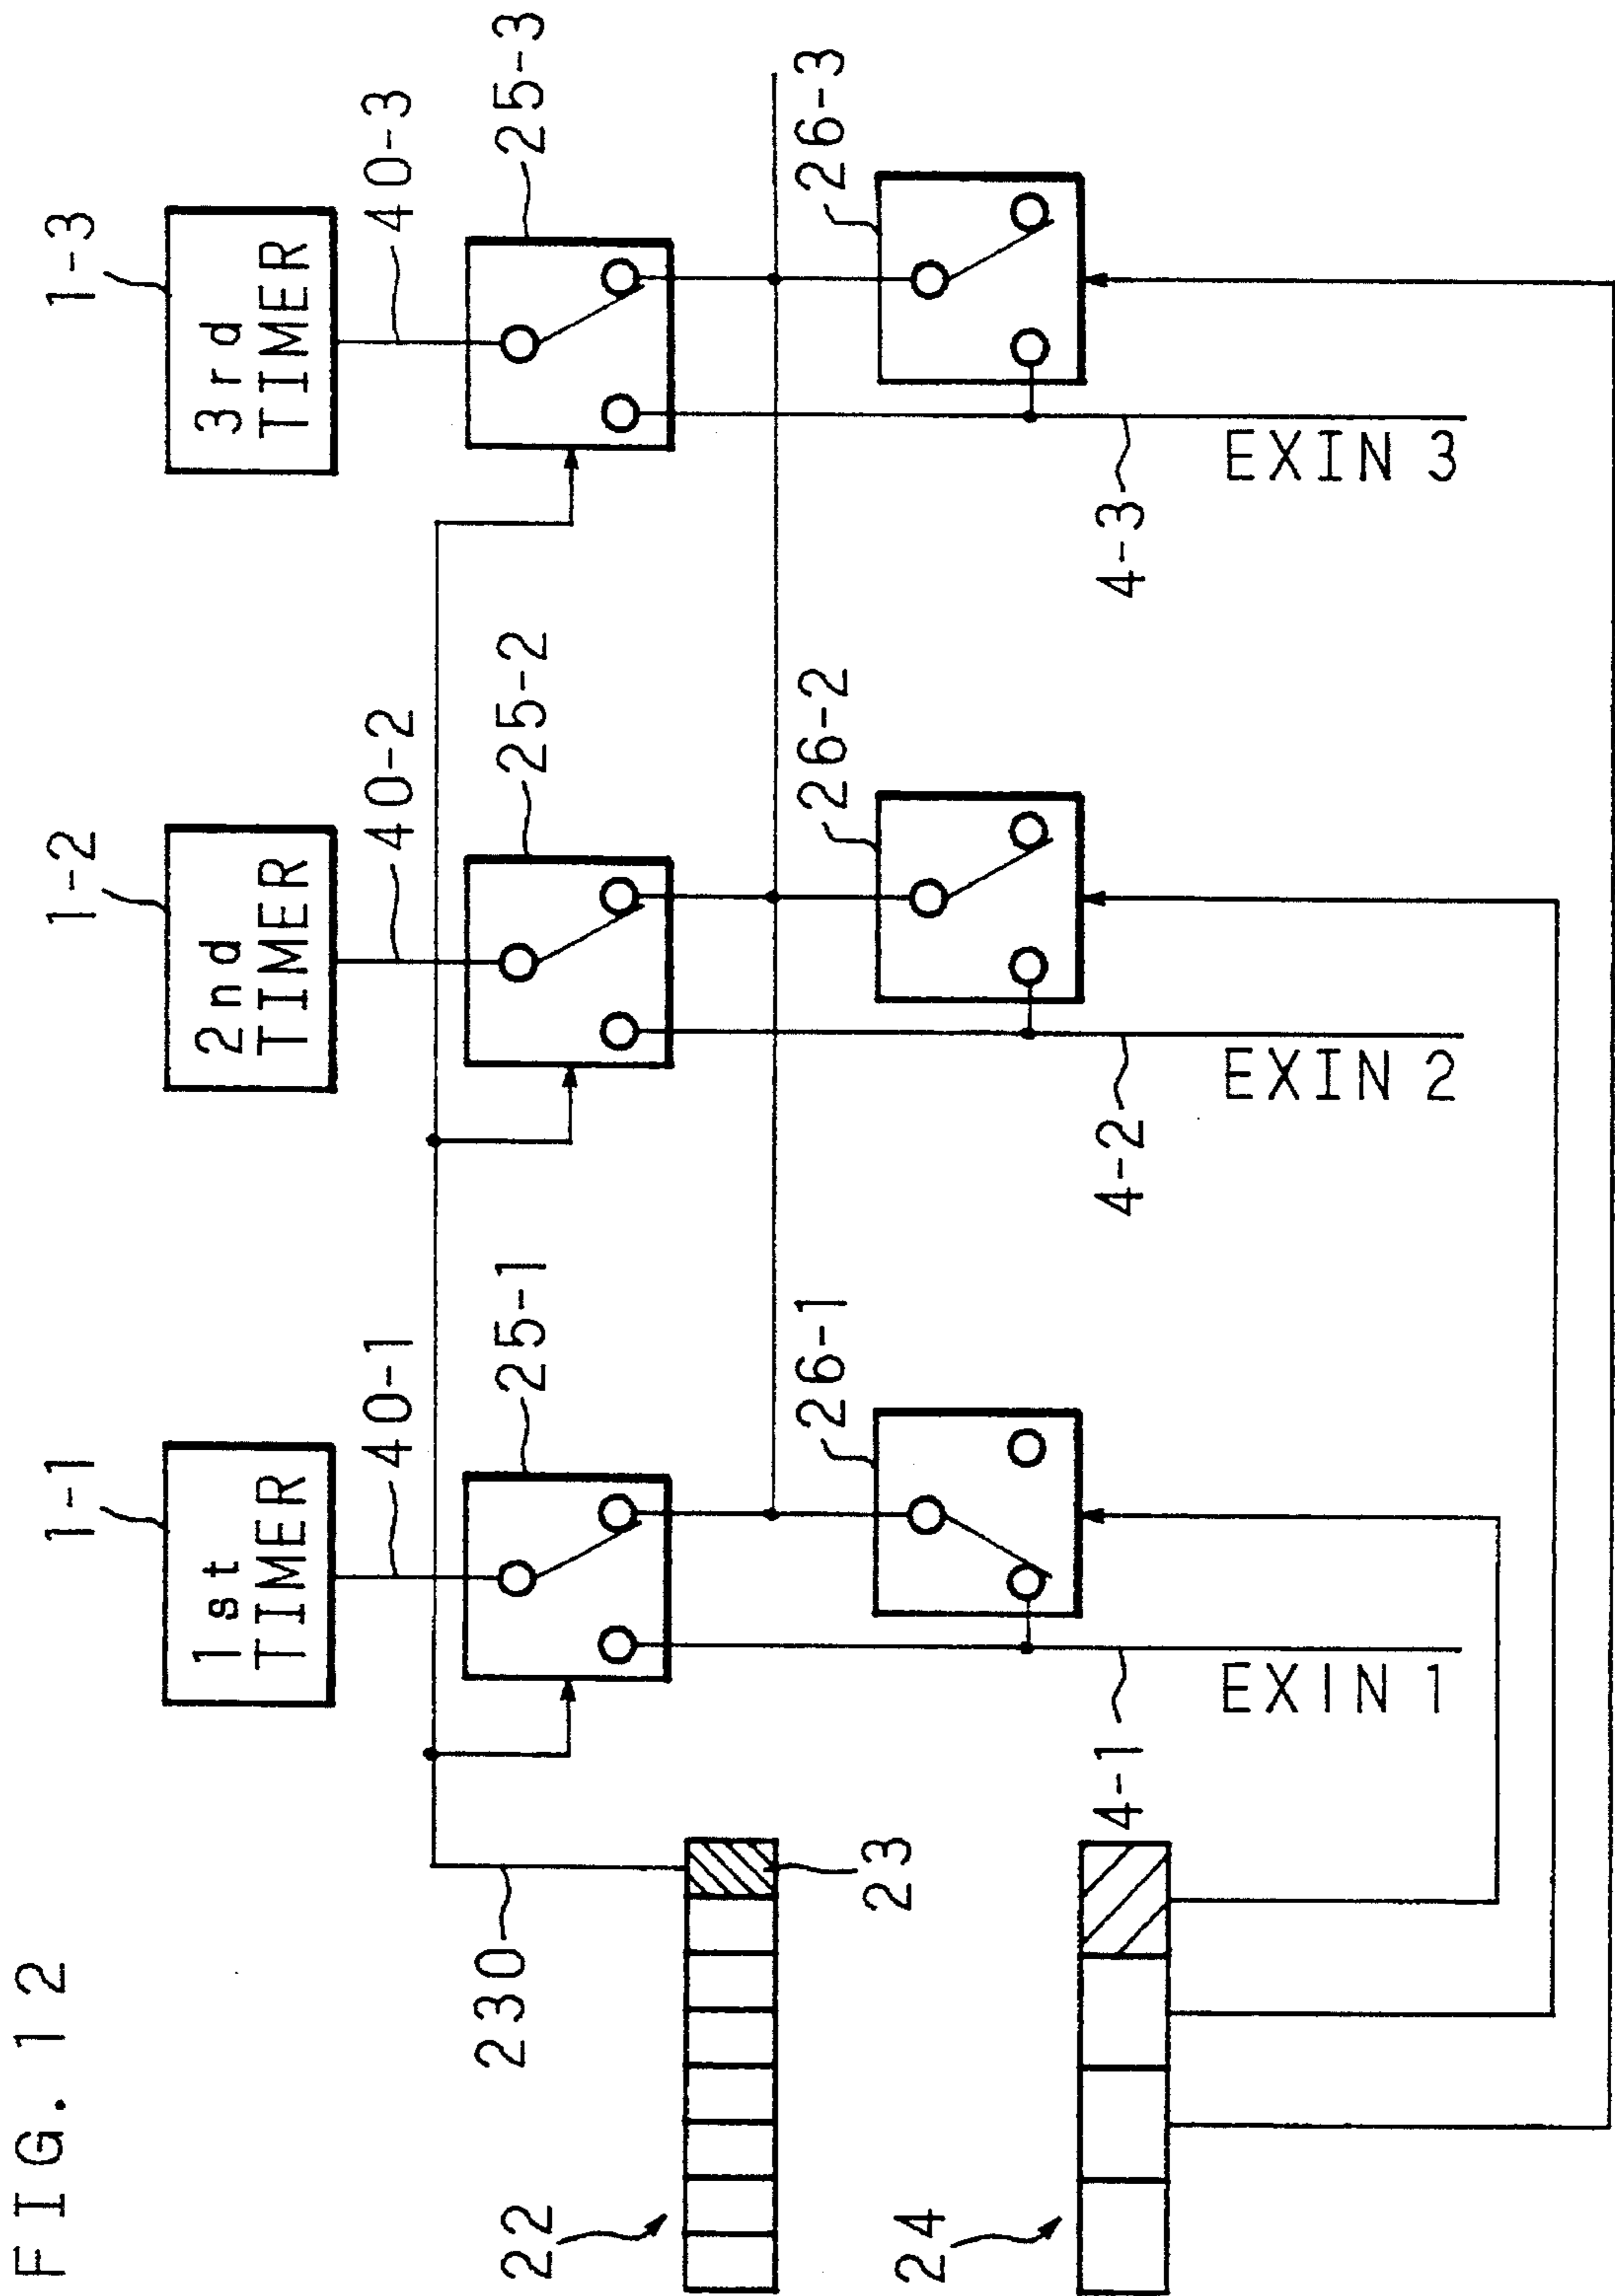 FIG. 12
1-1
1-2
1-3
1st
TIMER
2nd
TIMER
3rd
TIMER
40-1
40-2
40-3
230
25-1
25-2
25-3
22
23
26-1
26-2
26-3
24
4-1
4-2
4-3
EXIN 1
EXIN 2
EXIN 3